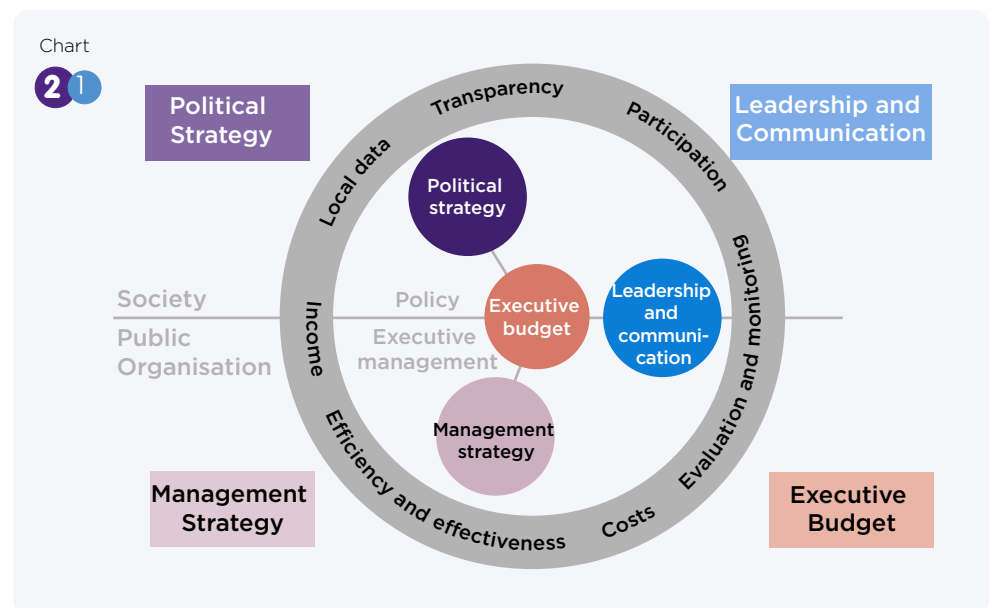 Chart
2 1
Political
Strategy
Leadership and
Communication
Transparency
Participation
Local data
Political
strategy
Evaluation and monitoring
Society
Policy
Income
Executive
budget
Leadership
and
communi-
cation
Public
Organisation
Executive
management
Management
strategy
Efficiency and effectiveness
Costs
Management
Strategy
Executive
Budget